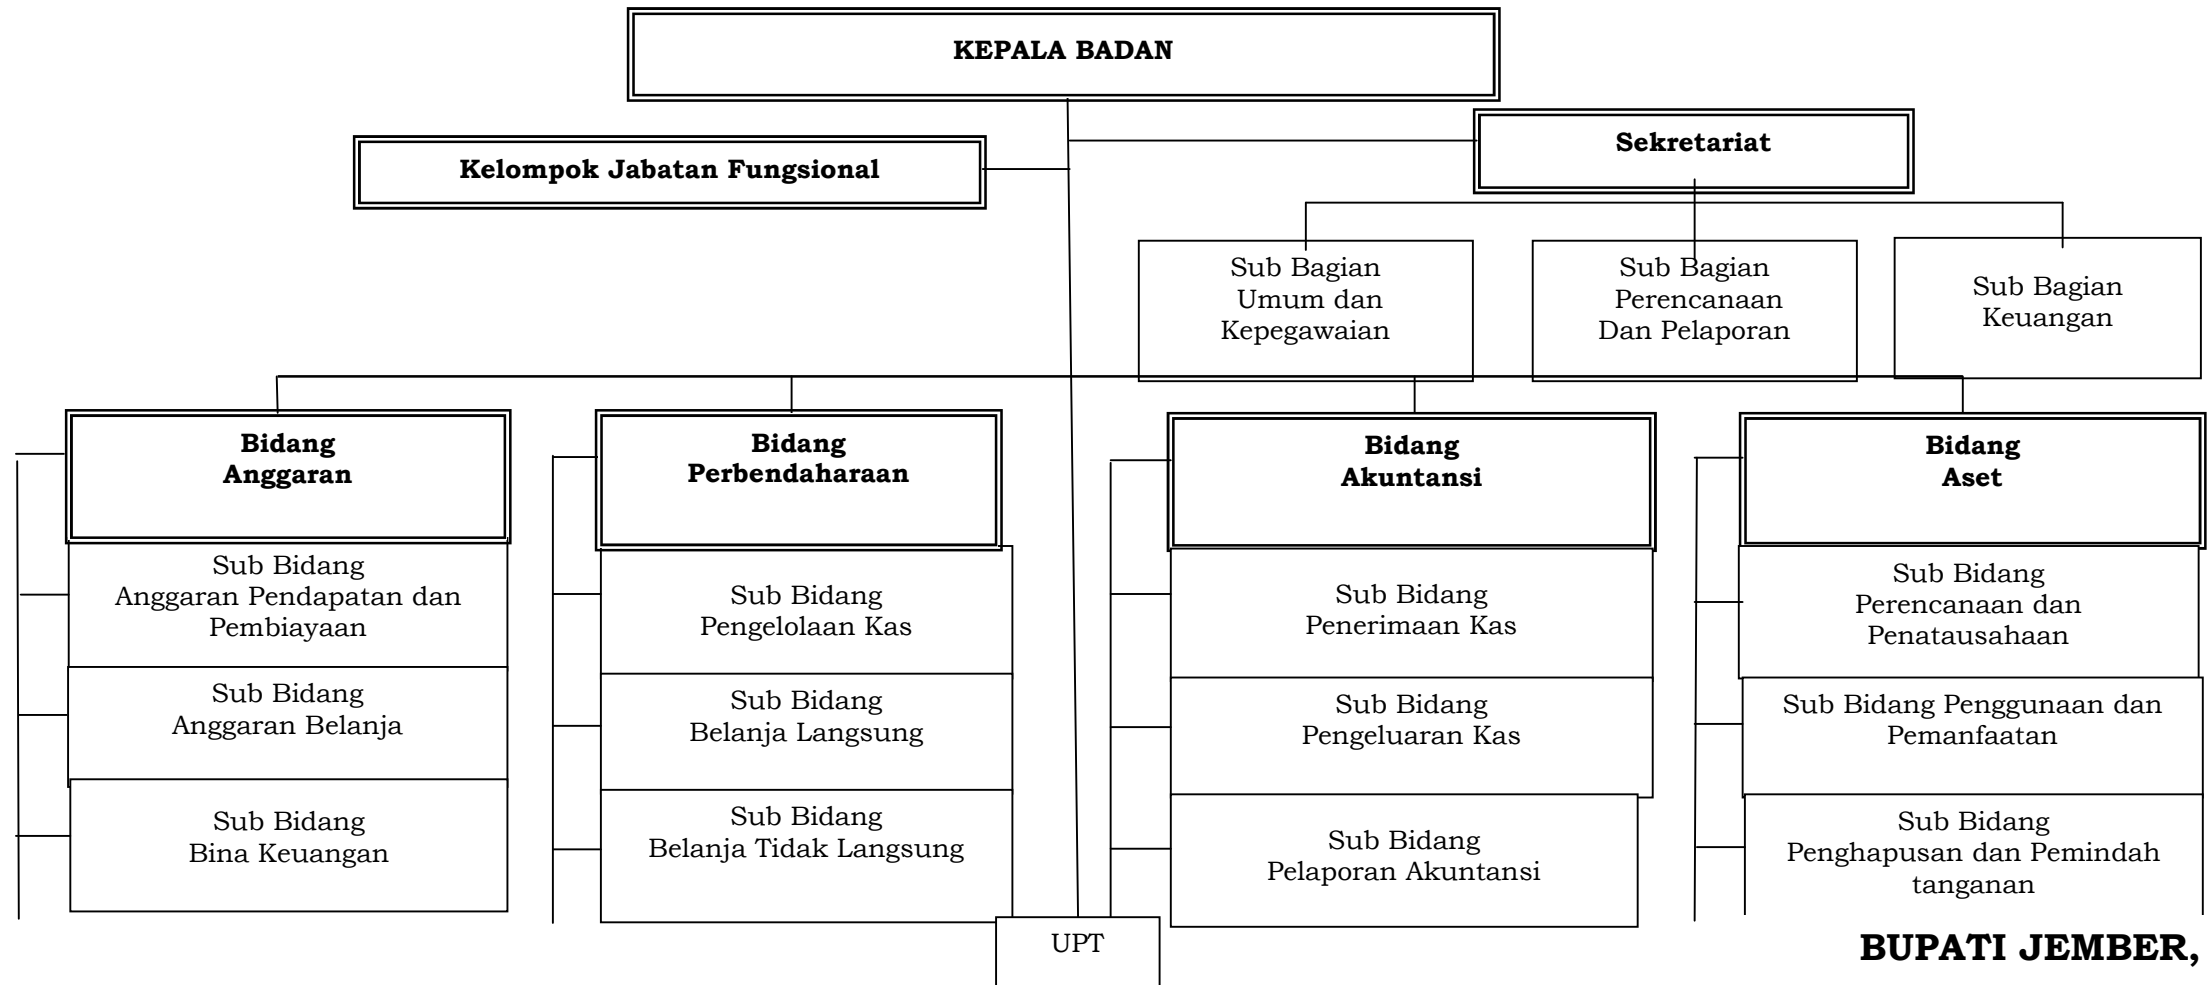 KEPALA BADAN
Sekretariat
Kelompok Jabatan Fungsional
Sub Bagian
Umum dan
Kepegawaian
Sub Bagian
Perencanaan
Dan Pelaporan
Sub Bagian
Keuangan
Bidang
Anggaran
Sub Bidang
Anggaran Pendapatan dan
Pembiayaan
Sub Bidang
Anggaran Belanja
Sub Bidang
Bina Keuangan
Bidang
Perbendaharaan
Sub Bidang
Pengelolaan Kas
Sub Bidang
Belanja Langsung
Sub Bidang
Belanja Tidak Langsung
Bidang
Akuntansi
Sub Bidang
Penerimaan Kas
Sub Bidang
Pengeluaran Kas
Sub Bidang
Pelaporan Akuntansi
Bidang
Aset
Sub Bidang
Perencanaan dan
Penatausahaan
Sub Bidang Penggunaan dan
Pemanfaatan
Sub Bidang
Penghapusan dan Pemindah
tanganan
UPT
BUPATI JEMBER,